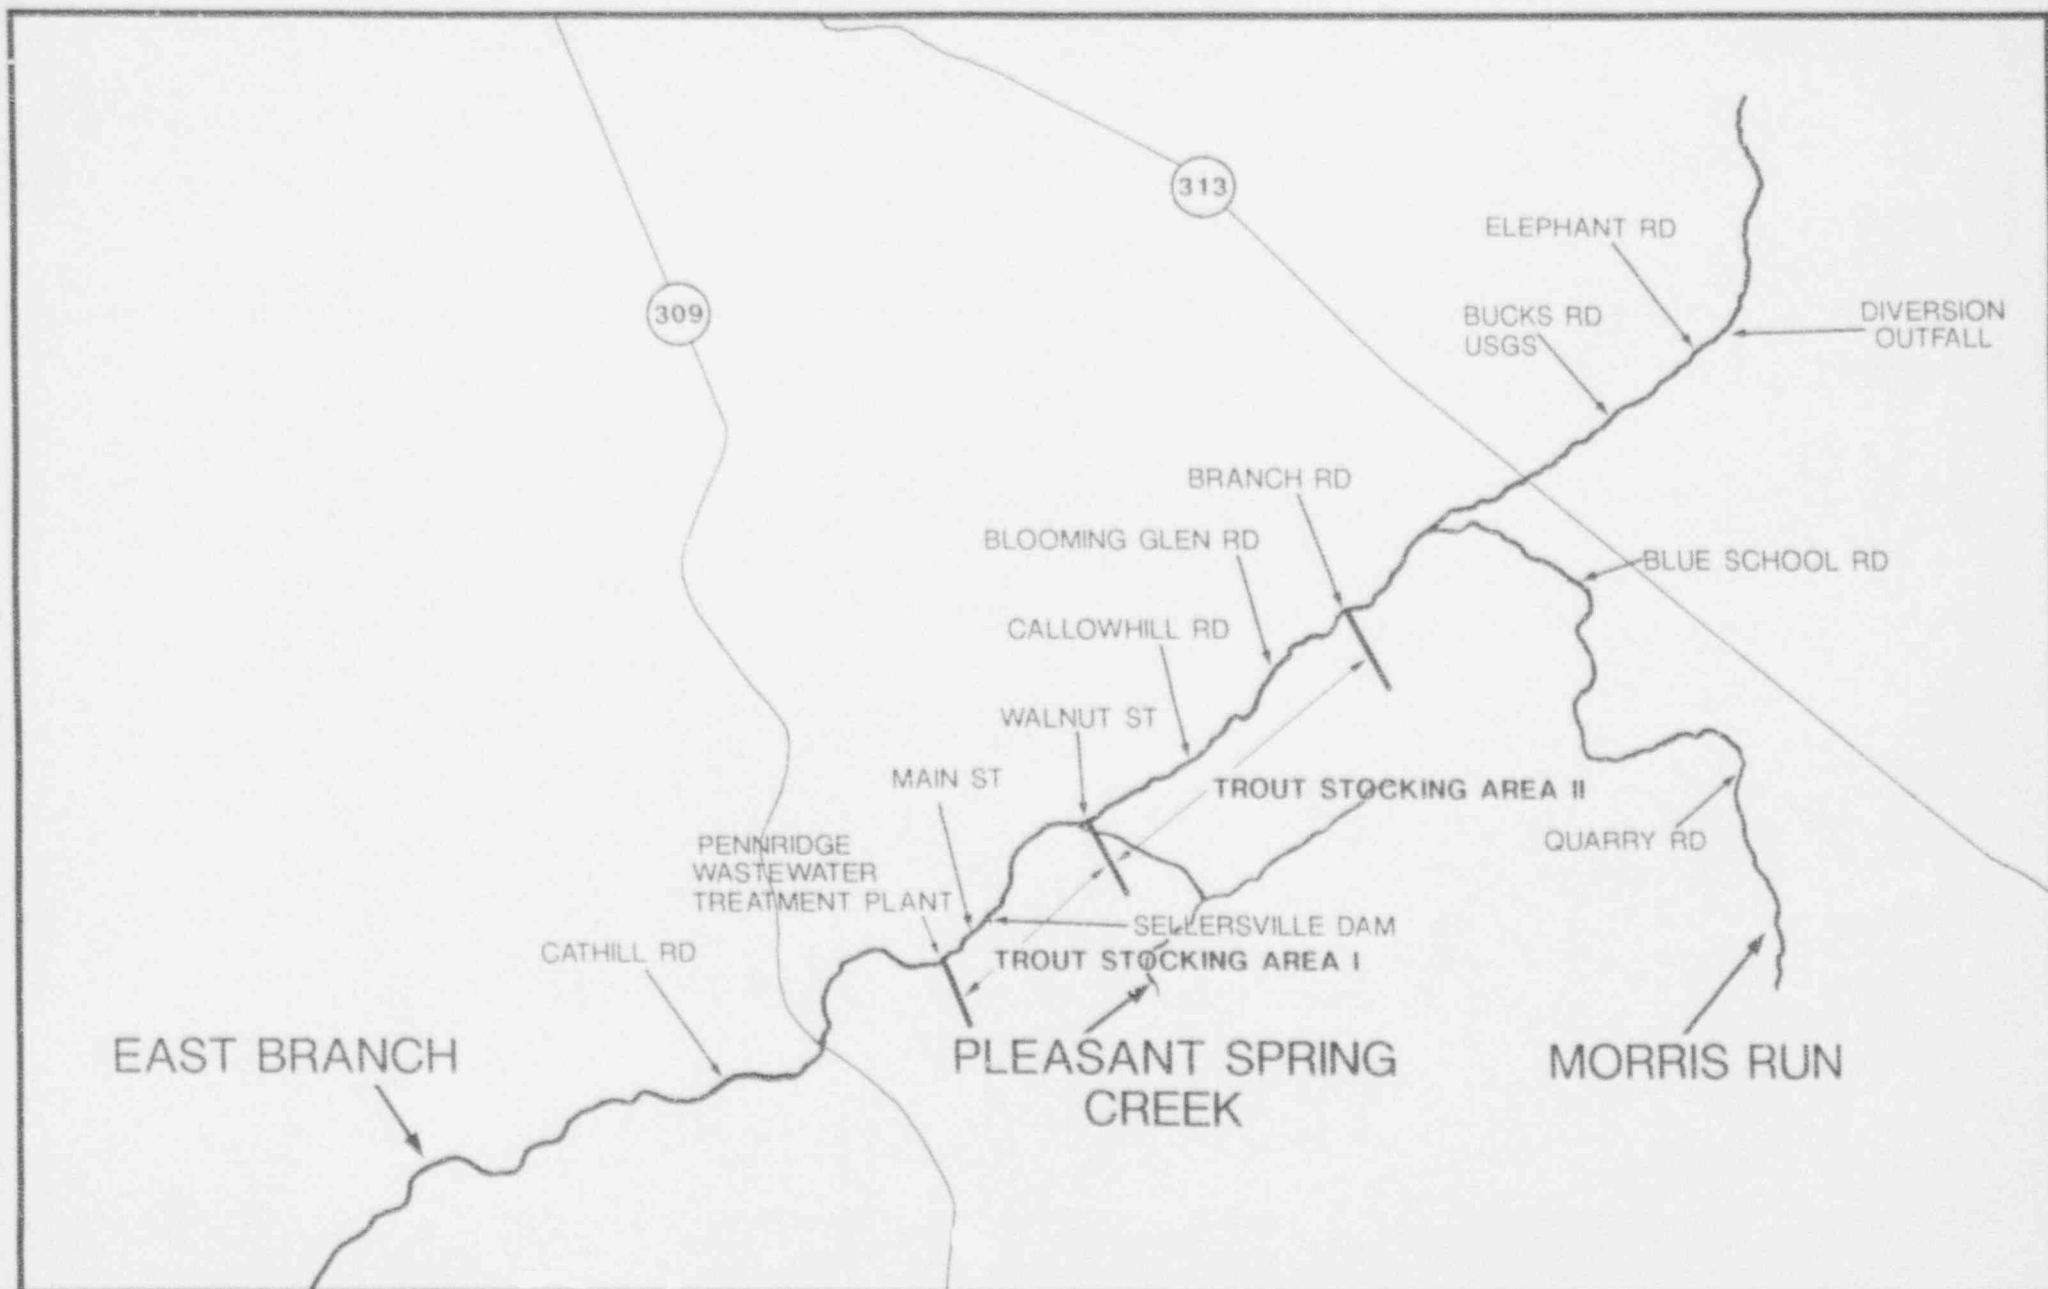 313
ELEPHANT RD
309
BUCKS RD
USGS
DIVERSION
OUTFALL
BRANCH RD
BLOOMING GLEN RD
BLUE SCHOOL RD
CALLOWHILL RD
WALNUT ST
MAIN ST
TROUT STOCKING AREA II
PENNRIDGE
WASTEWATER
TREATMENT PLANT
QUARRY RD
SELLERSVILLE DAM
CATHILL RD
TROUT STOCKING AREA I
EAST BRANCH
PLEASANT SPRING
CREEK
MORRIS RUN